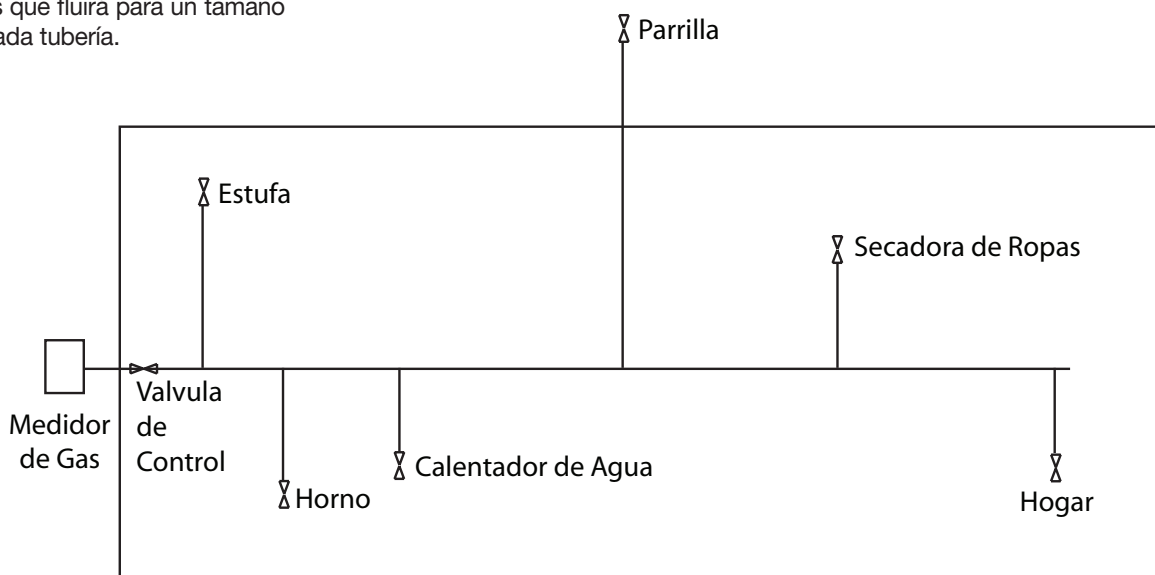 que fluirá para un tamaño
ada tubería.
Parrilla
Estufa
Secadora de Ropas
Valvula
de
Control
Medidor
de Gas
Calentador de Agua
Horno
Hogar